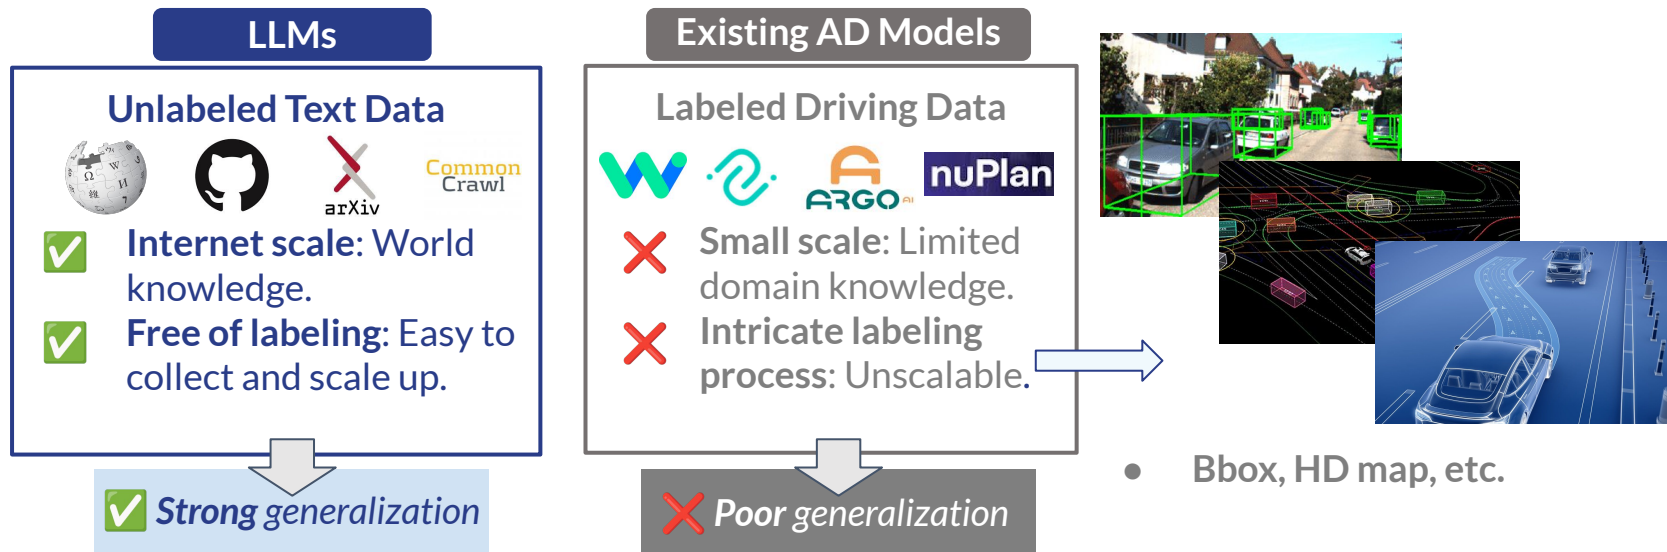 LLMs
Unlabeled Text Data
arXiv
Common
Crawl
Internet scale: World
knowledge.
Free of labeling: Easy to
collect and scale up.
Strong generalization
Existing AD Models
Labeled Driving Data
ARGO AI
nuPlan
Small scale: Limited
domain knowledge.
Intricate labeling
process: Unscalable.
Poor generalization
● Bbox, HD map, etc.